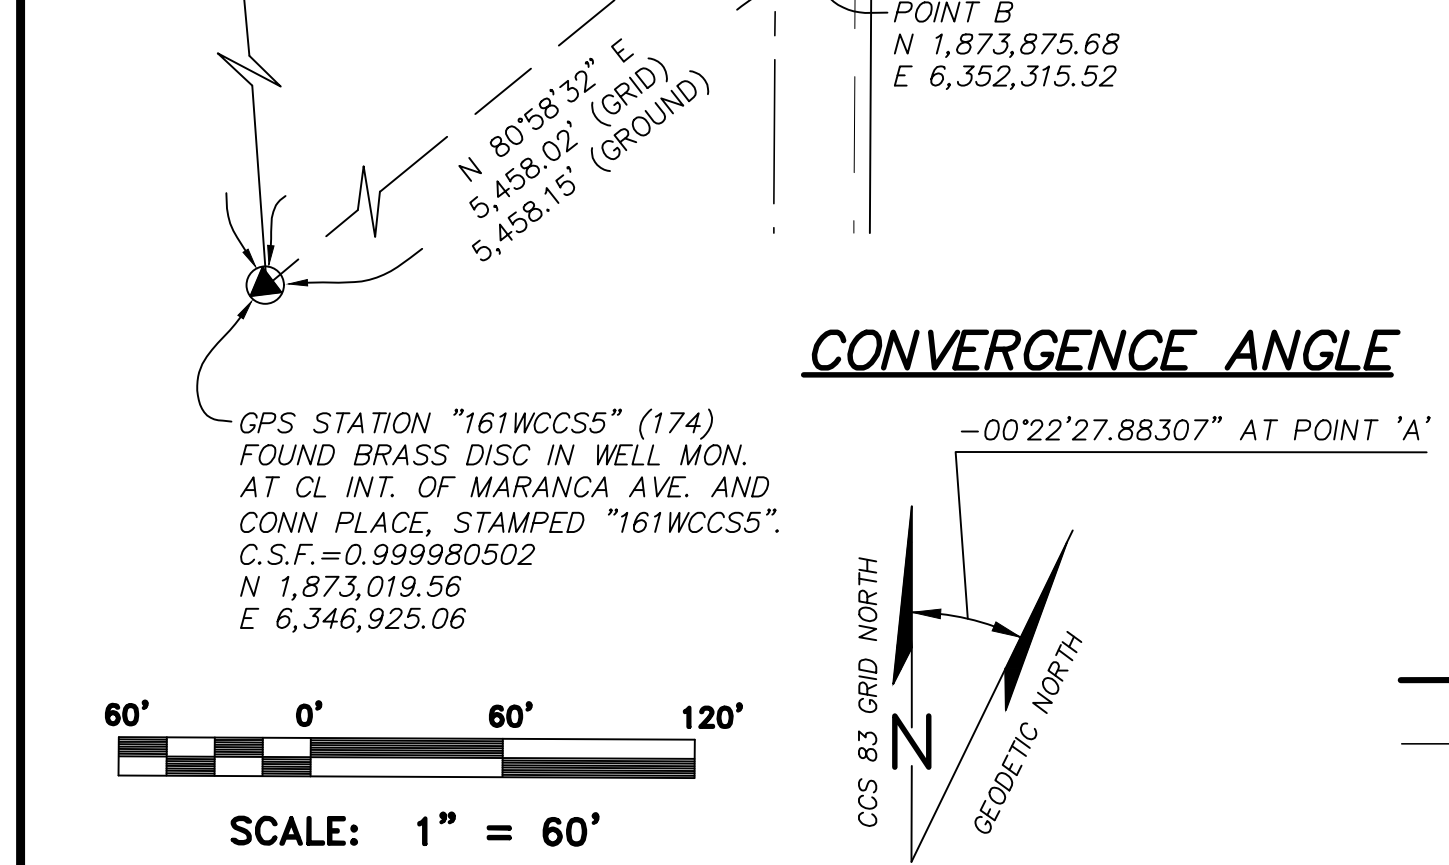 POINT B
N 1,873,875.68
E 6,352,315.52
N 80°58'32" E
5,458.02' (GRID)
5,458.15' (GROUND)
CONVERGENCE ANGLE
-00°22'27.88307" AT POINT 'A'
GPS STATION "161WCCS5" (174)
FOUND BRASS DISC IN WELL MON.
AT CL INT. OF MARANCA AVE. AND
CONN PLACE, STAMPED "161WCCS5".
C.S.F.=0.999980502
N 1,873,019.56
E 6,346,925.06
CCS 83 GRID NORTH
N
GEODETIC NORTH
60' 0' 60' 120'
SCALE: 1" = 60'